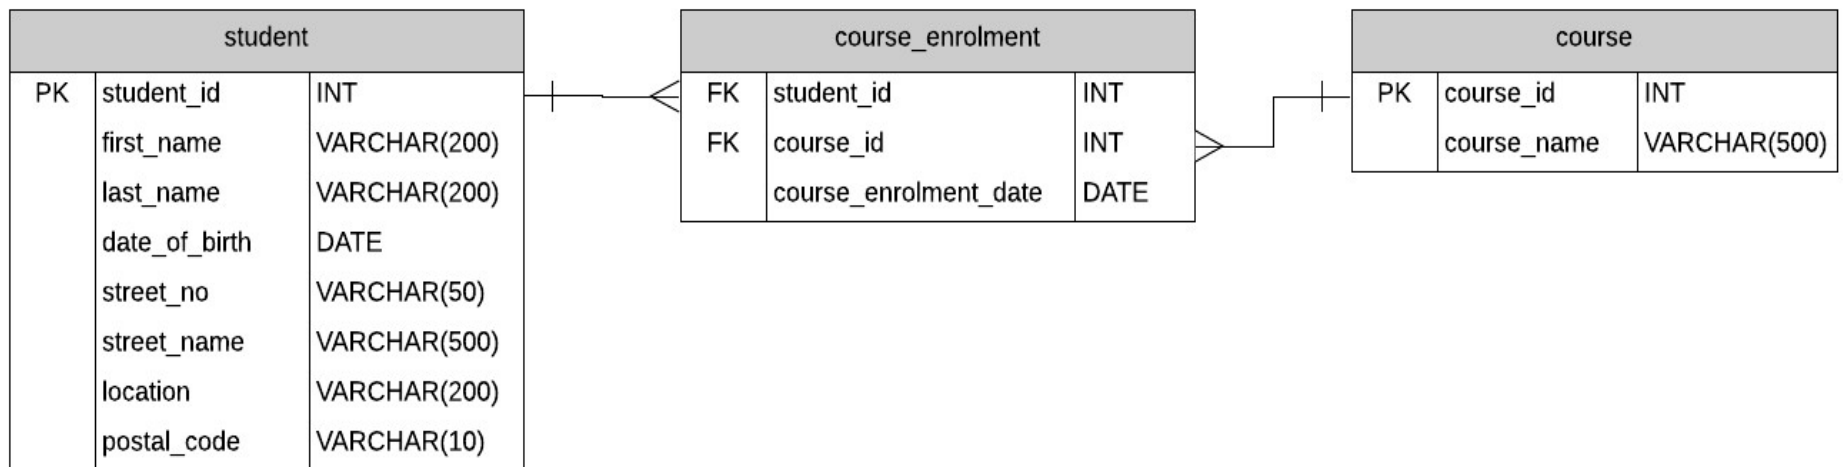 student
PK student_id INT
first_name VARCHAR(200)
last_name VARCHAR(200)
date_of_birth DATE
street_no VARCHAR(50)
street_name VARCHAR(500)
location VARCHAR(200)
postal_code VARCHAR(10)
course_enrolment
FK student_id INT
FK course_id INT
course_enrolment_date DATE
course
PK course_id INT
course_name VARCHAR(500)